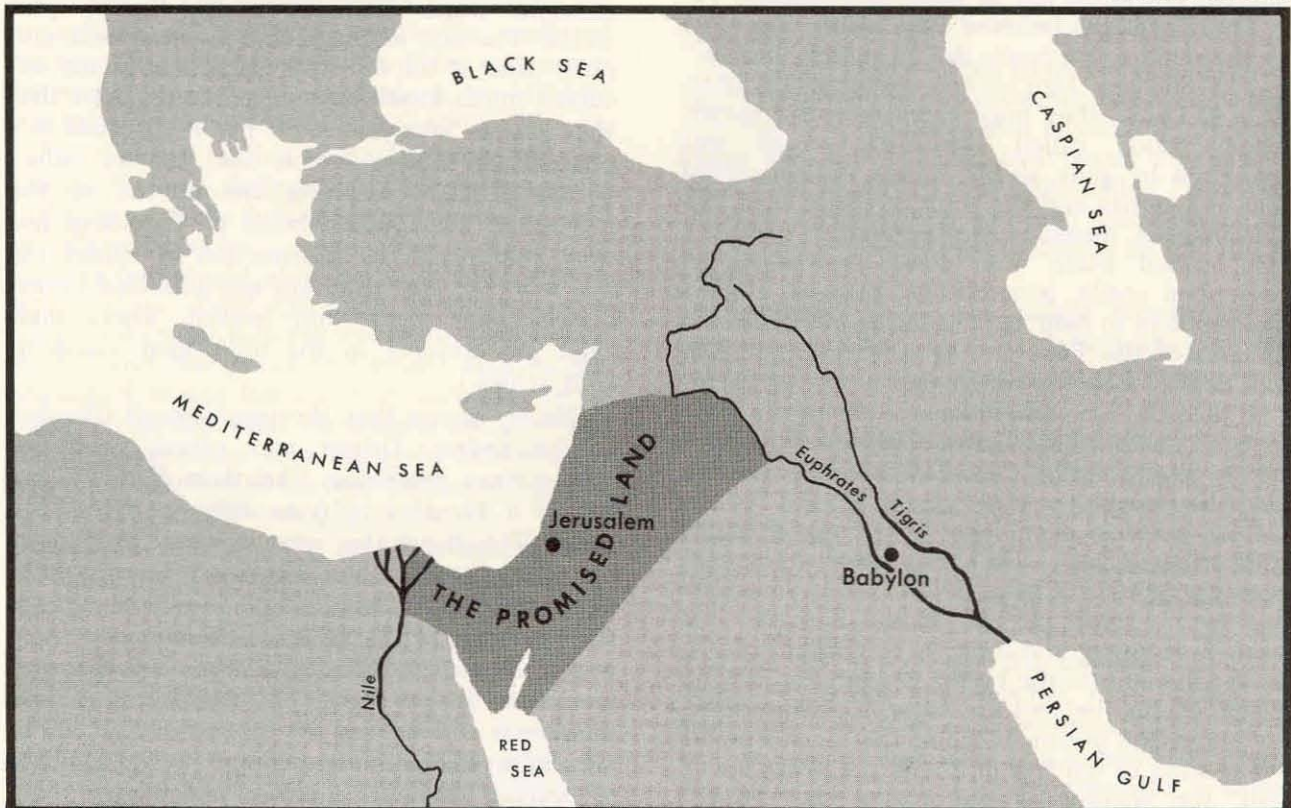 BLACK SEA
CASPIAN SEA
MEDITERRANEAN SEA
THE PROMISED LAND
Jerusalem
Euphrates
Tigris
Babylon
Nile
RED
SEA
PERSIAN GULF